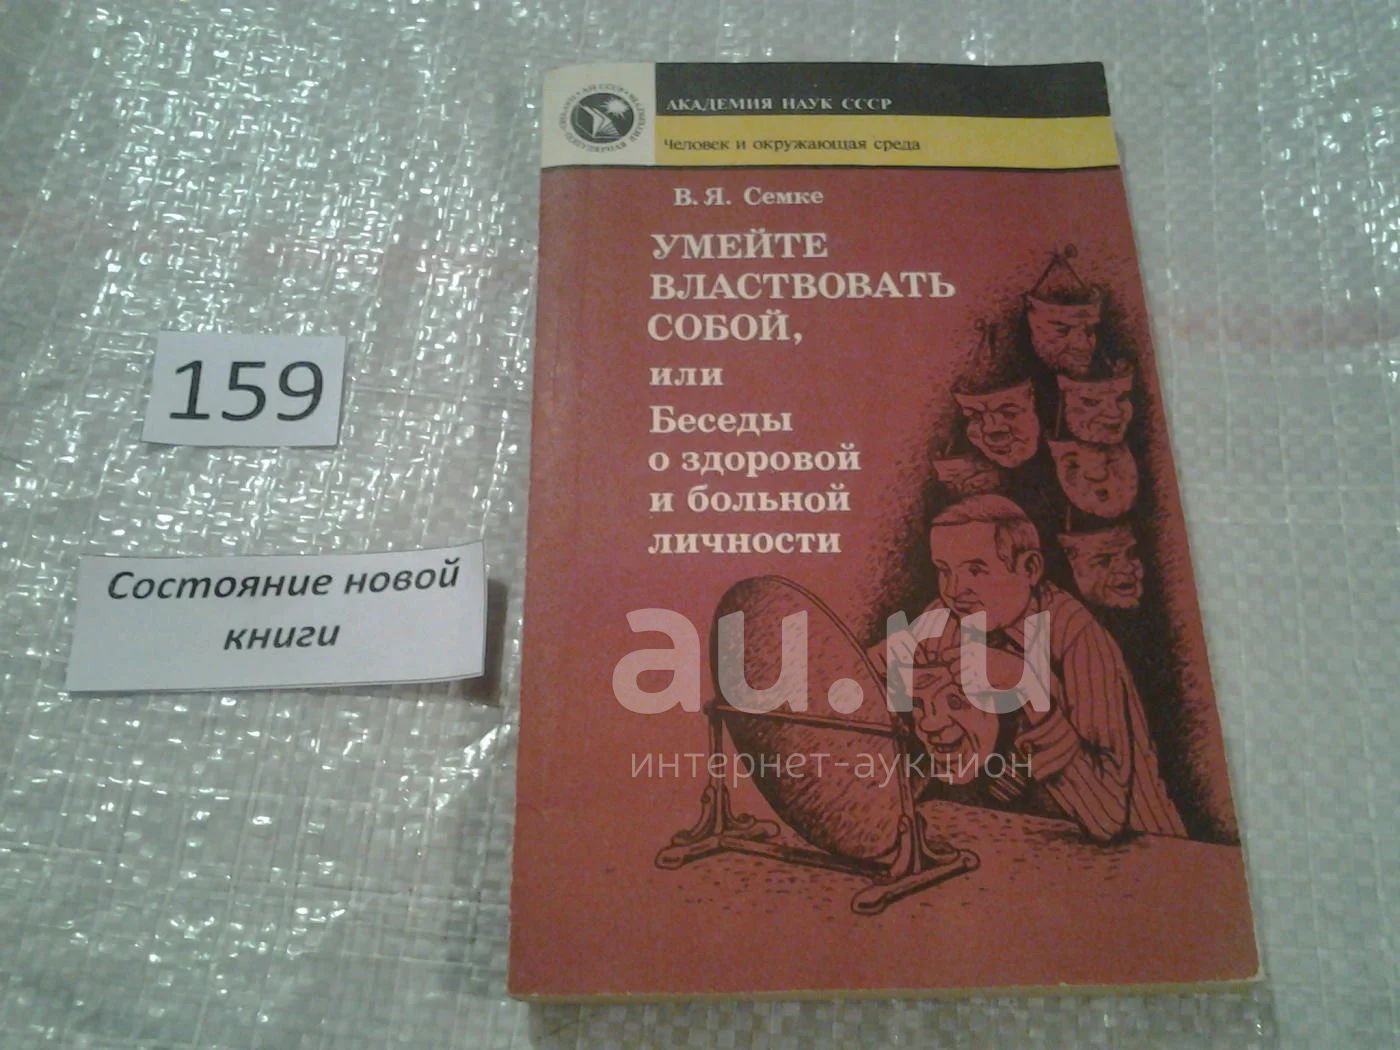 АКАДЕМИЯ НАУК СССР
Человек и окружающая среда
В. Я. Семке
УМЕЙТЕ
ВЛАСТВОВАТЬ
СОБОЙ,
или
Беседы
о здоровой
и больной
личности
159
Состояние новой
книги
au.ru
интернет-аукцион